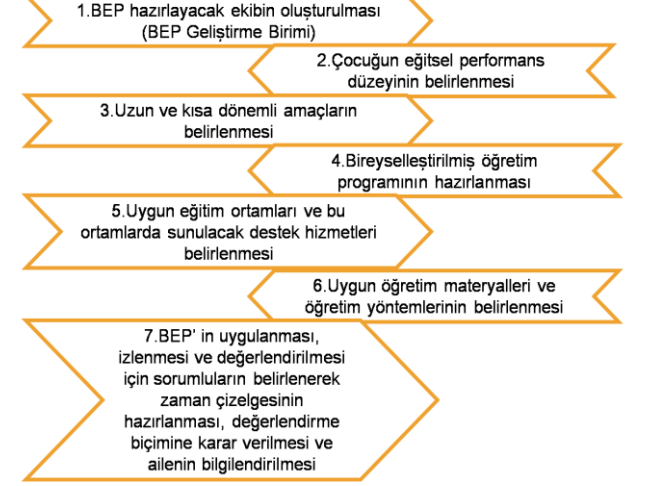 1.BEP hazırlayacak ekibin oluşturulması
(BEP Geliştirme Birimi)
2.Çocuğun eğitsel performans
düzeyinin belirlenmesi
3.Uzun ve kısa dönemli amaçların
belirlenmesi
4.Bireyselleştirilmiş öğretim
programının hazırlanması
5.Uygun eğitim ortamları ve bu
ortamlarda sunulacak destek hizmetleri
belirlenmesi
6.Uygun öğretim materyalleri ve
öğretim yöntemlerinin belirlenmesi
7.BEP' in uygulanması,
izlenmesi ve değerlendirilmesi
için sorumluların belirlenerek
zaman çizelgesinin
hazırlanması, değerlendirme
biçimine karar verilmesi ve
ailenin bilgilendirilmesi